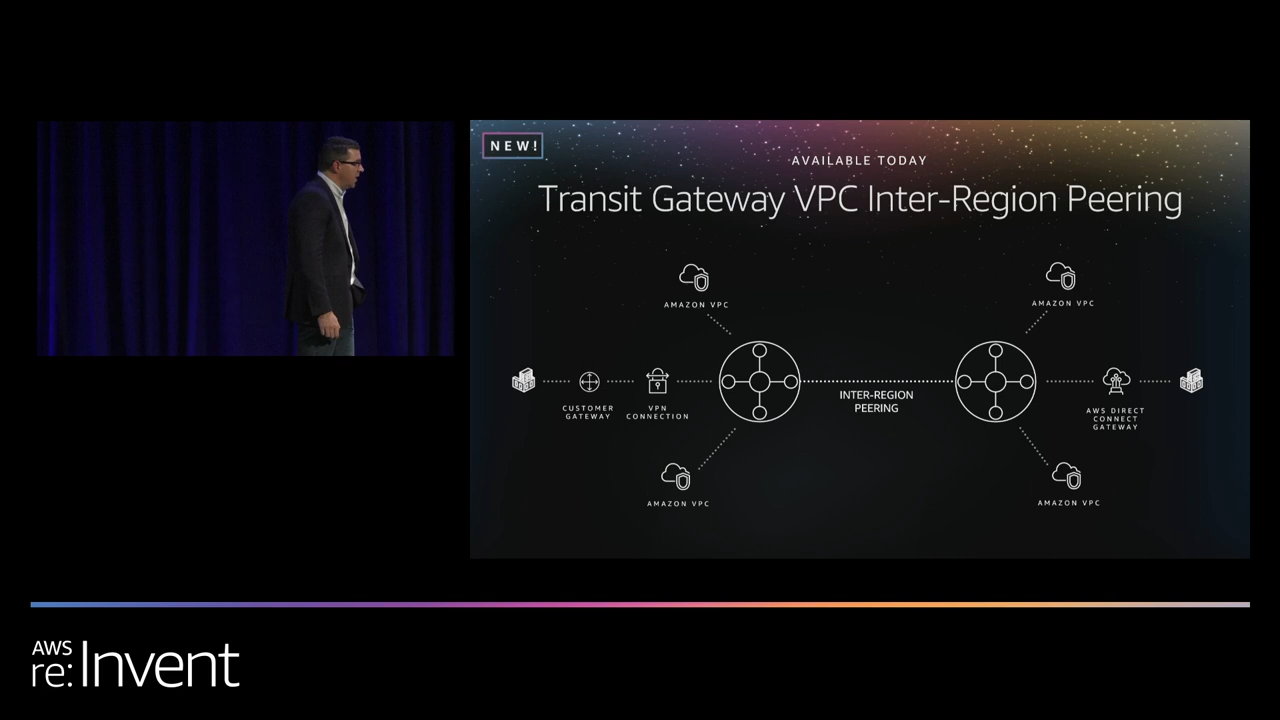 NEW!
AVAILABLE TODAY
Transit Gateway VPC Inter-Region Peering
AMAZON VPC
AMAZON VPC
CUSTOMER
GATEWAY
VPN
CONNECTION
INTER-REGION
PEERING
AWS DIRECT
CONNECT
GATEWAY
AMAZON VPC
AMAZON VPC
AWS
re:Invent